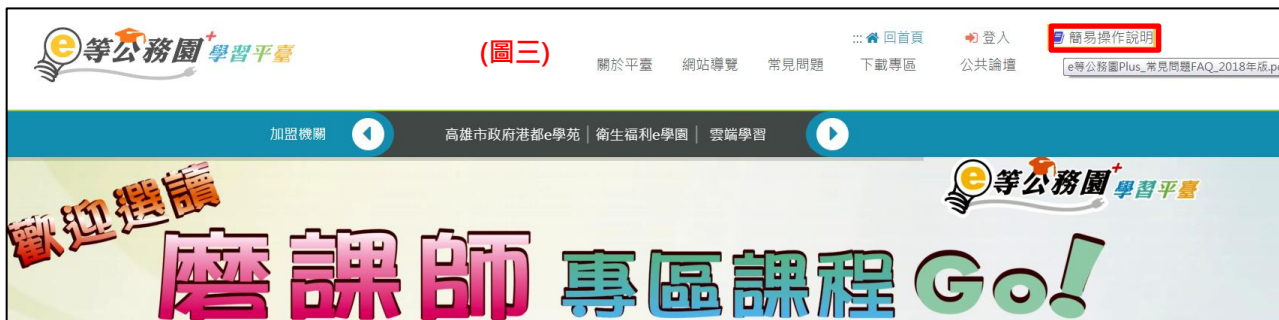 e等公務園+學習平臺
(圖三)
::: 回首頁 登入 簡易操作說明
關於平臺 網站導覽 常見問題 下載專區 公共論壇
e等公務園Plus_常見問題FAQ_2018年版.pd
加盟機關 高雄市政府港都e學苑 | 衛生福利e學園 | 雲端學習
e等公務園+學習平臺
歡迎選讀
磨課師專區課程Go!